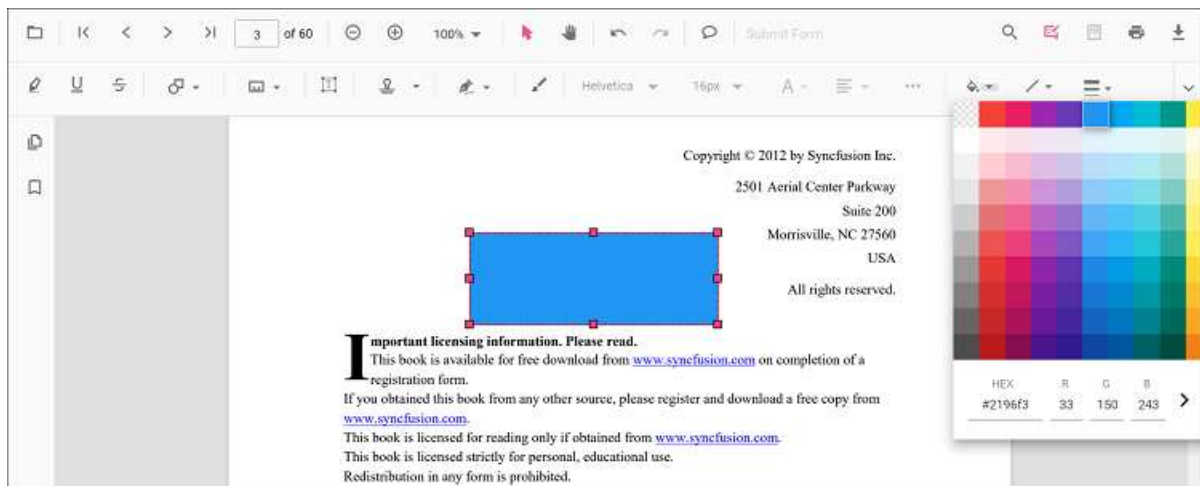 3 of 60 100% Submit Form
Helvetica 16px A
Copyright © 2012 by Syncfusion Inc.
2501 Aerial Center Parkway
Suite 200
Morrisville, NC 27560
USA
All rights reserved.
Important licensing information. Please read.
This book is available for free download from www.syncfusion.com on completion of a
registration form.
If you obtained this book from any other source, please register and download a free copy from
www.syncfusion.com.
This book is licensed for reading only if obtained from www.syncfusion.com.
This book is licensed strictly for personal, educational use.
Redistribution in any form is prohibited.
HEX R G B
#2196f3 33 150 243